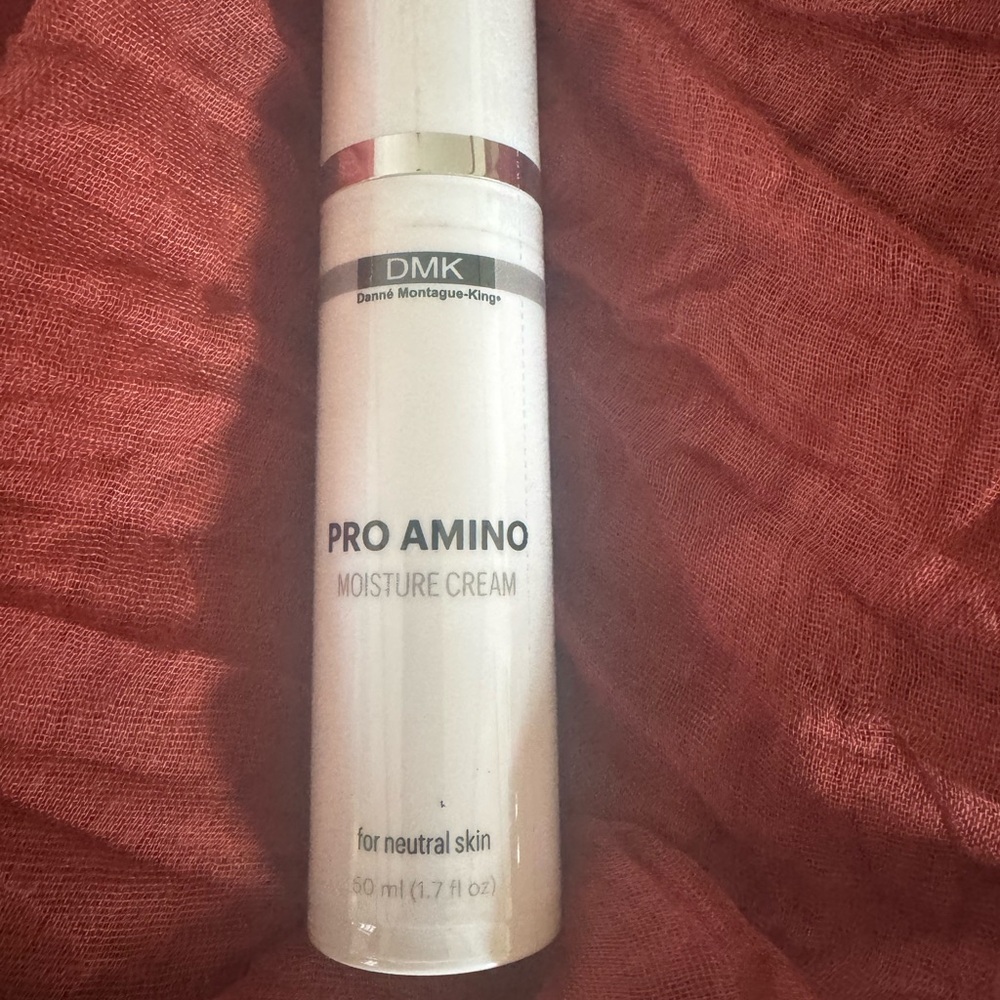 DMK
Danné Montague-King®
PRO AMINO
MOISTURE CREAM
for neutral skin
50 ml (1.7 fl oz)